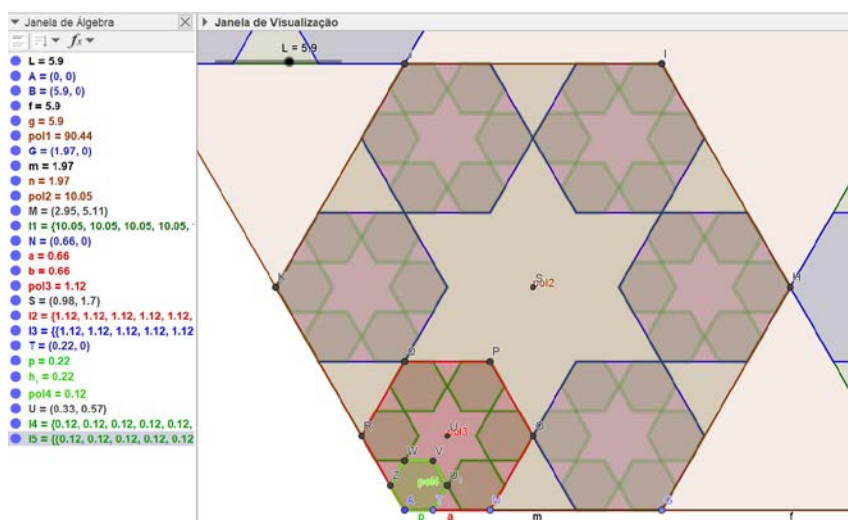 Janela de Álgebra
Janela de Visualização
fx
L = 5.9
A = (0, 0)
B = (5.9, 0)
f = 5.9
g = 5.9
pol1 = 90.44
G = (1.97, 0)
m = 1.97
n = 1.97
pol2 = 10.05
M = (2.95, 5.11)
l1 = {10.05, 10.05, 10.05, 10.05,
N = (0.66, 0)
a = 0.66
b = 0.66
pol3 = 1.12
S = (0.98, 1.7)
l2 = {1.12, 1.12, 1.12, 1.12, 1.12,
l3 = {{1.12, 1.12, 1.12, 1.12, 1.12
T = (0.22, 0)
p = 0.22
h₁ = 0.22
pol4 = 0.12
U = (0.33, 0.57)
l4 = {0.12, 0.12, 0.12, 0.12, 0.12,
l5 = {{0.12, 0.12, 0.12, 0.12, 0.12
L = 5.9
I
K
S
pol2
H
Q
P
R
U
pol3
O
W
V
Z
pol4
U
A
T
N
G
p
a
m
f